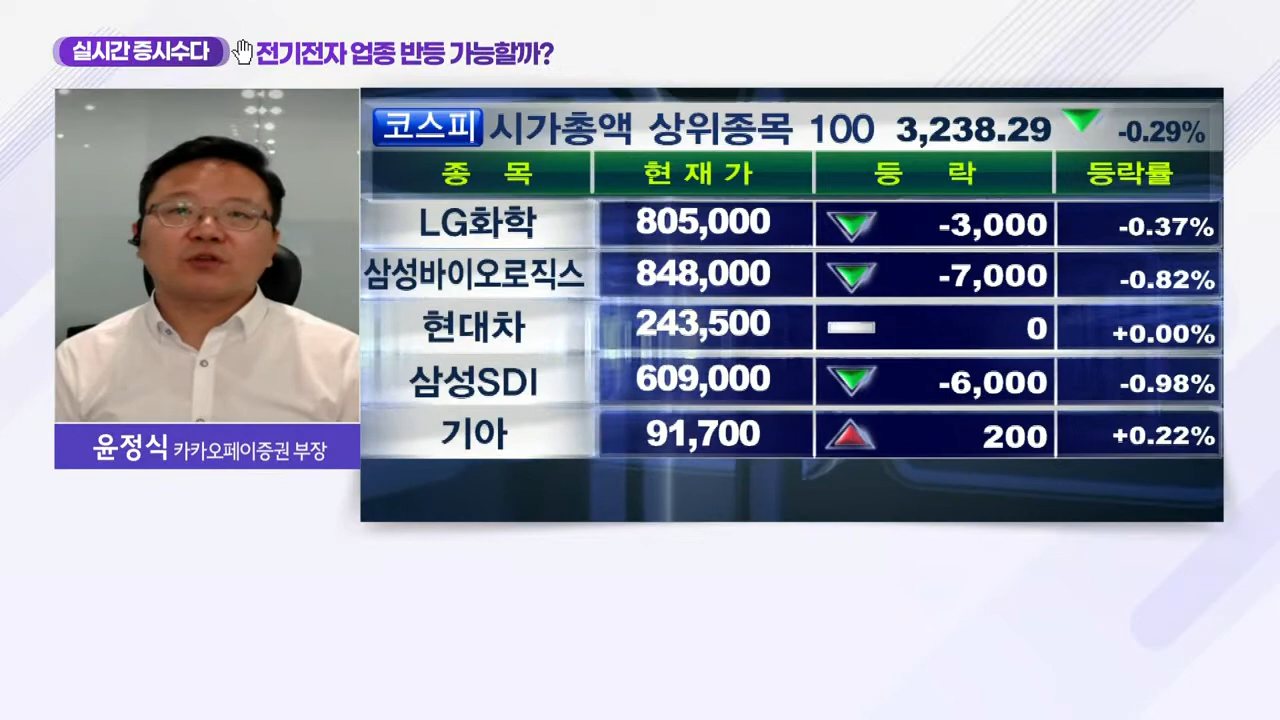 실시간 증시수다 전기전자 업종 반등 가능할까?
코스피 시가총액 상위종목 100 3,238.29 -0.29%
종 목 현 재 가 등 락 등락률
LG화학 805,000 -3,000 -0.37%
삼성바이오로직스 848,000 -7,000 -0.82%
현대차 243,500 0 +0.00%
삼성SDI 609,000 -6,000 -0.98%
기아 91,700 200 +0.22%
윤정식 카카오페이증권 부장